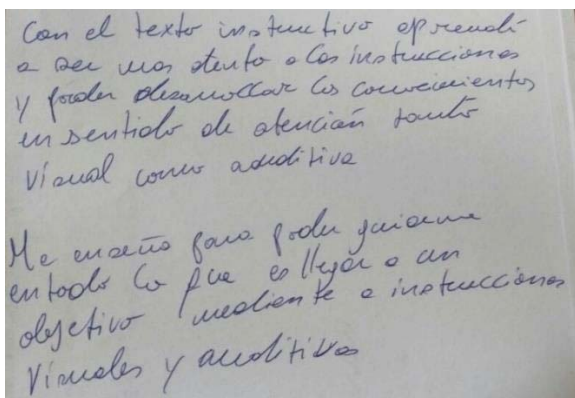 Con el texto instructivo aprendí
a ser mas atento a las instrucciones
y poder desarrollar los conocimientos
en sentido de atención tanto
visual como auditiva
Me enseño para poder guiarme
en todo lo que es llegar a un
objetivo mediante a instrucciones
visuales y auditivas